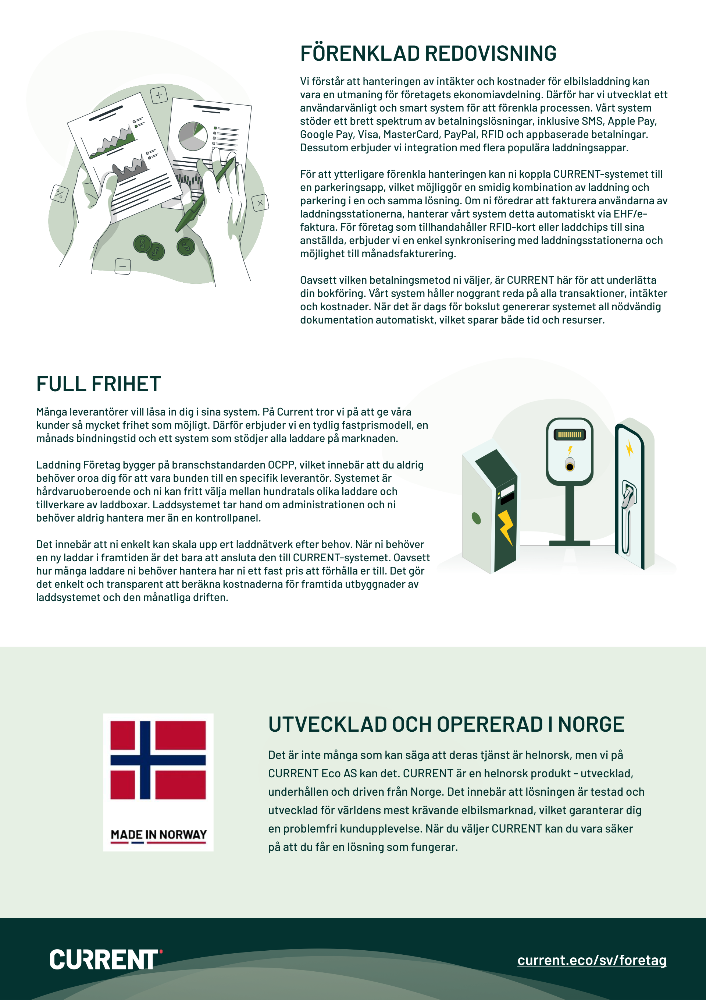 FÖRENKLAD REDOVISNING
Vi förstår att hanteringen av intäkter och kostnader för elbilsladdning kan
vara en utmaning för företagets ekonomiavdelning. Därför har vi utvecklat ett
användarvänligt och smart system för att förenkla processen. Vårt system
stöder ett brett spektrum av betalningslösningar, inklusive SMS, Apple Pay,
Google Pay, Visa, MasterCard, PayPal, RFID och appbaserade betalningar.
Dessutom erbjuder vi integration med flera populära laddningsappar.
För att ytterligare förenkla hanteringen kan ni koppla CURRENT-systemet till
en parkeringsapp, vilket möjliggör en smidig kombination av laddning och
parkering i en och samma lösning. Om ni föredrar att fakturera användarna av
laddningsstationerna, hanterar vårt system detta automatiskt via EHF/e-
faktura. För företag som tillhandahåller RFID-kort eller laddchips till sina
anställda, erbjuder vi en enkel synkronisering med laddningsstationerna och
möjlighet till månadsfakturering.
Oavsett vilken betalningsmetod ni väljer, är CURRENT här för att underlätta
din bokföring. Vårt system håller noggrant reda på alla transaktioner, intäkter
och kostnader. När det är dags för bokslut genererar systemet all nödvändig
dokumentation automatiskt, vilket sparar både tid och resurser.
FULL FRIHET
Många leverantörer vill låsa in dig i sina system. På Current tror vi på att ge våra
kunder så mycket frihet som möjligt. Därför erbjuder vi en tydlig fastprismodell, en
månads bindningstid och ett system som stödjer alla laddare på marknaden.
Laddning Företag bygger på branschstandarden OCPP, vilket innebär att du aldrig
behöver oroa dig för att vara bunden till en specifik leverantör. Systemet är
hårdvaruoberoende och ni kan fritt välja mellan hundratals olika laddare och
tillverkare av laddboxar. Laddsystemet tar hand om administrationen och ni
behöver aldrig hantera mer än en kontrollpanel.
Det innebär att ni enkelt kan skala upp ert laddnätverk efter behov. När ni behöver
en ny laddar i framtiden är det bara att ansluta den till CURRENT-systemet. Oavsett
hur många laddare ni behöver hantera har ni ett fast pris att förhålla er till. Det gör
det enkelt och transparent att beräkna kostnaderna för framtida utbyggnader av
laddsystemet och den månatliga driften.
UTVECKLAD OCH OPERERAD I NORGE
Det är inte många som kan säga att deras tjänst är helnorsk, men vi på
CURRENT Eco AS kan det. CURRENT är en helnorsk produkt - utvecklad,
underhållen och driven från Norge. Det innebär att lösningen är testad och
utvecklad för världens mest krävande elbilsmarknad, vilket garanterar dig
en problemfri kundupplevelse. När du väljer CURRENT kan du vara säker
på att du får en lösning som fungerar.
MADE IN NORWAY
CURRENT
current.eco/sv/foretag